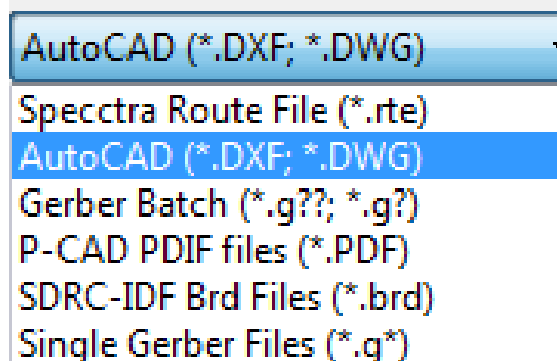 AutoCAD (*.DXF; *.DWG)
Specctra Route File (*.rte)
AutoCAD (*.DXF; *.DWG)
Gerber Batch (*.g??; *.g?)
P-CAD PDIF files (*.PDF)
SDRC-IDF Brd Files (*.brd)
Single Gerber Files (*.g*)